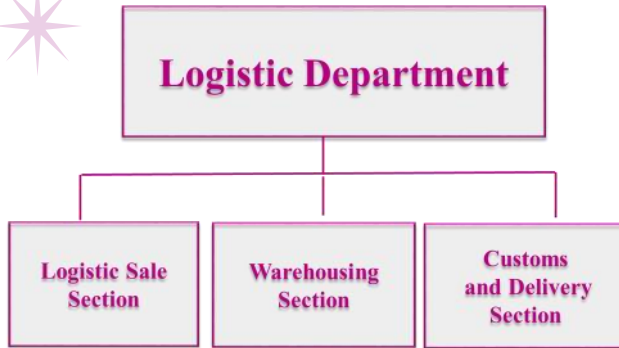 Logistic Department
Logistic Sale
Section
Warehousing
Section
Customs
and Delivery
Section